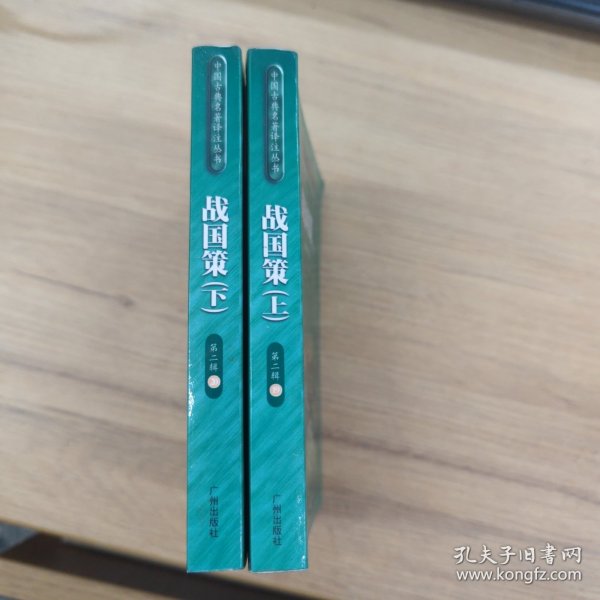 中国古典名著译注丛书
战国策(下)
第二辑
20
广州出版社
中国古典名著译注丛书
战国策(上)
第二辑
19
广州出版社
孔夫子旧书网
www.kongfz.com